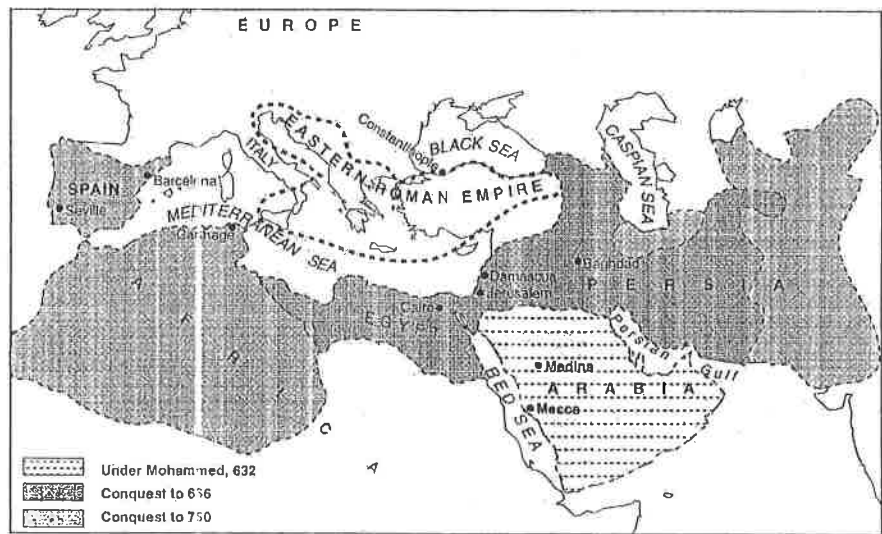 EUROPE
Constantinople
BLACK SEA
CASPIAN SEA
EASTERN ROMAN EMPIRE
ITALY
SPAIN
Barcelona
Seville
MEDITERRANEAN SEA
Carthage
Damascus
Jerusalem
Baghdad
PERSIA
Cairo
EGYPT
Persian Gulf
AFRICA
Medina
ARABIA
Mecca
RED SEA
Under Mohammed, 632
Conquest to 656
Conquest to 750